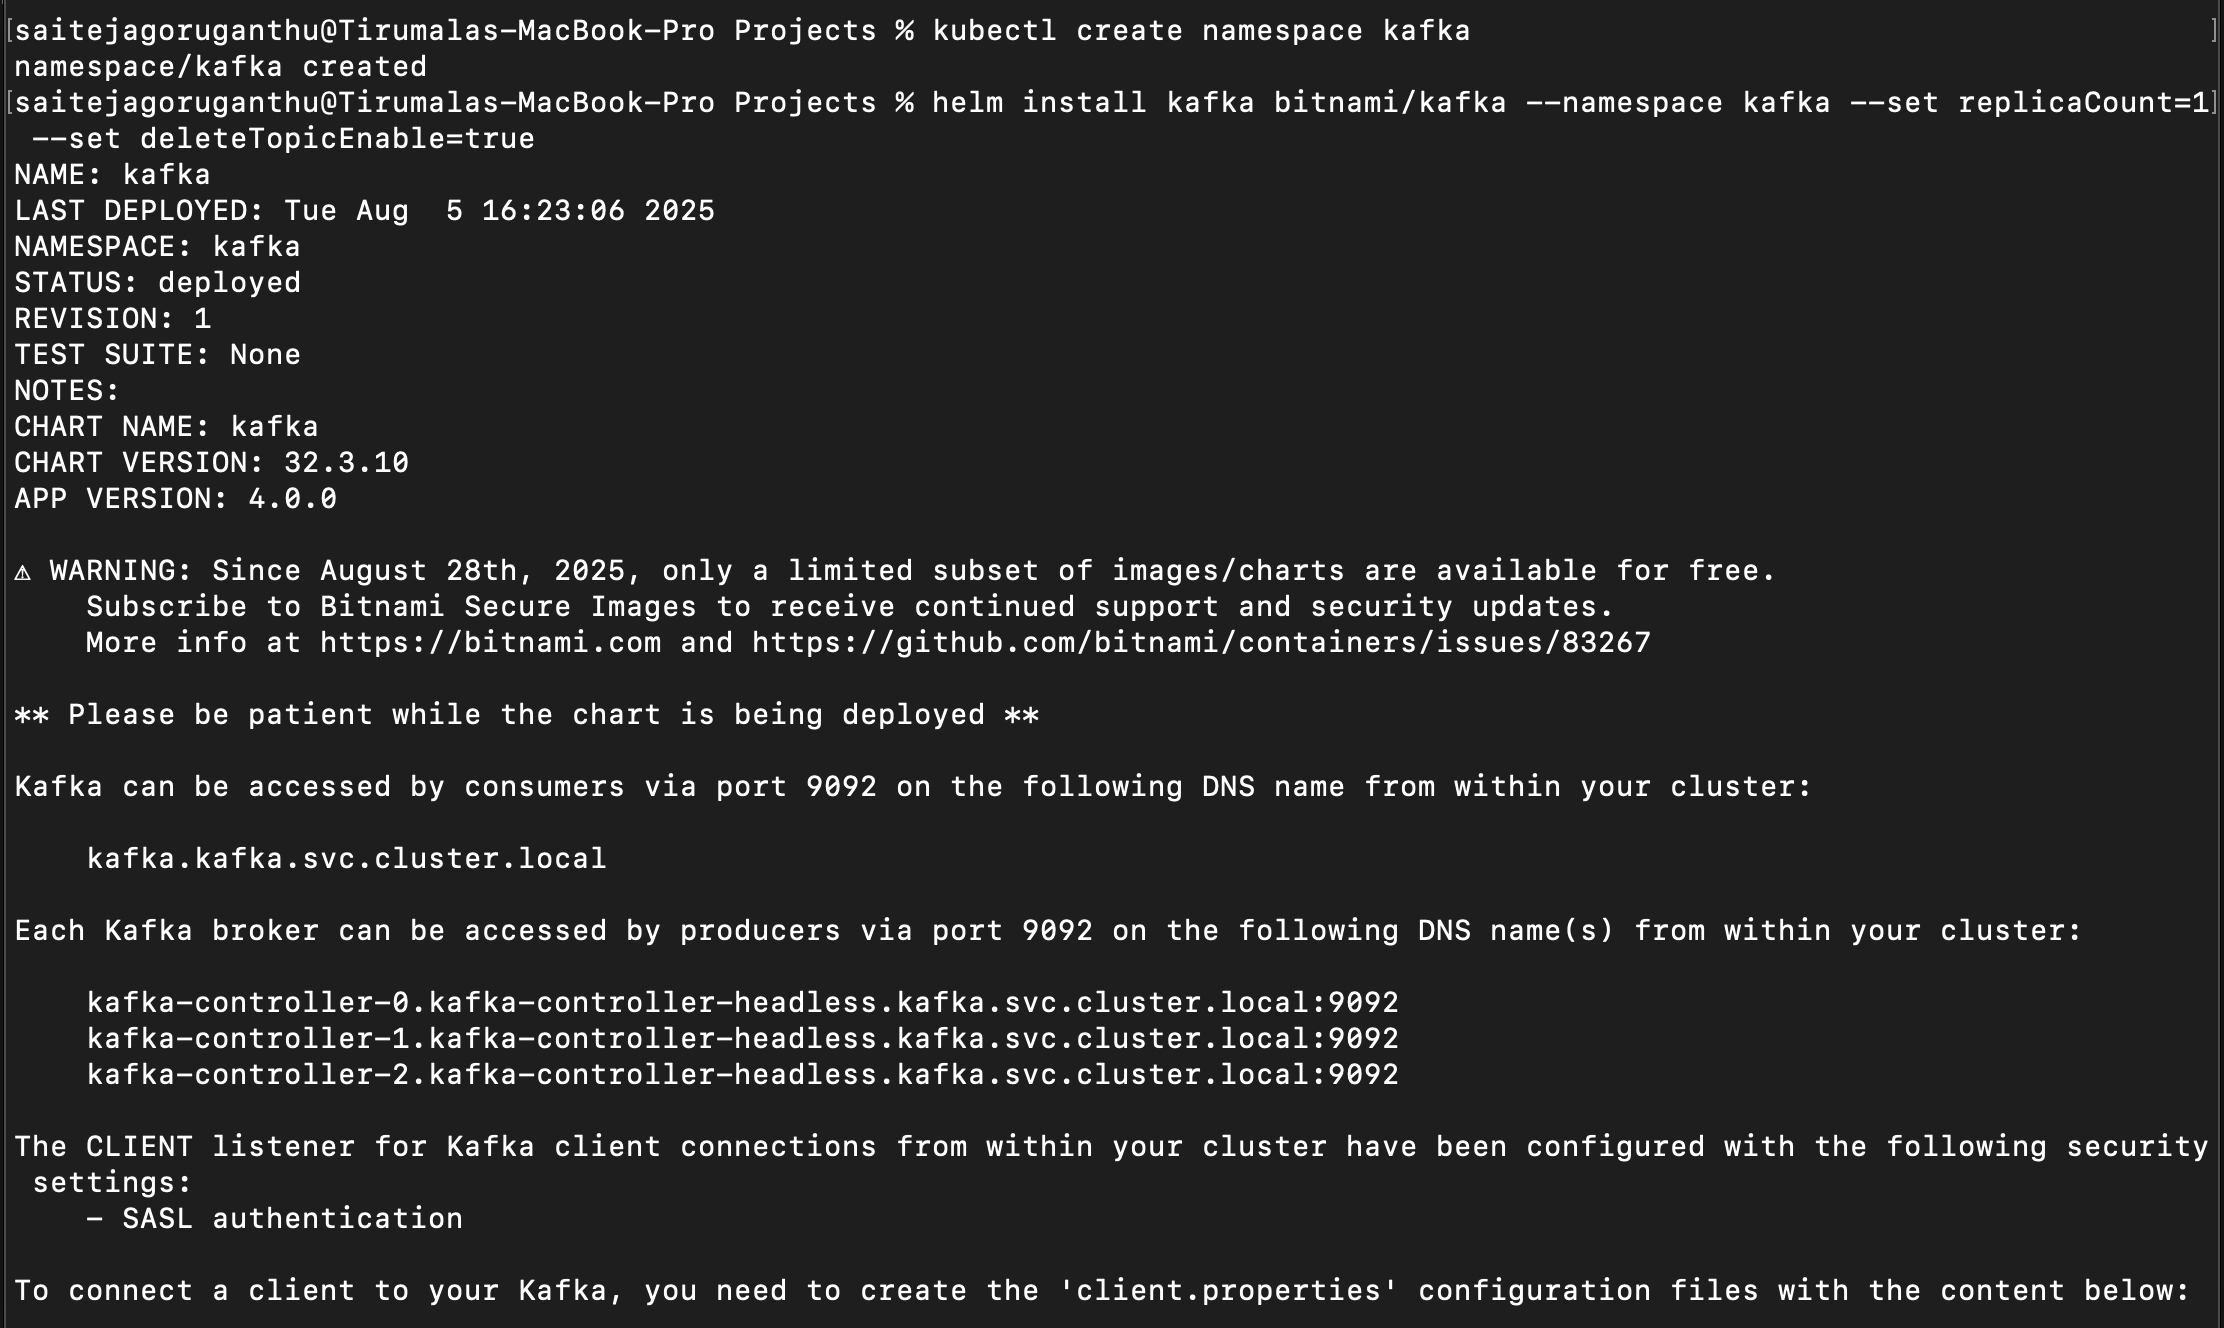 [saitejagoruganthu@Tirumalas-MacBook-Pro Projects % kubectl create namespace kafka ]
namespace/kafka created
[saitejagoruganthu@Tirumalas-MacBook-Pro Projects % helm install kafka bitnami/kafka --namespace kafka --set replicaCount=1]
 --set deleteTopicEnable=true
NAME: kafka
LAST DEPLOYED: Tue Aug  5 16:23:06 2025
NAMESPACE: kafka
STATUS: deployed
REVISION: 1
TEST SUITE: None
NOTES:
CHART NAME: kafka
CHART VERSION: 32.3.10
APP VERSION: 4.0.0

⚠ WARNING: Since August 28th, 2025, only a limited subset of images/charts are available for free.
    Subscribe to Bitnami Secure Images to receive continued support and security updates.
    More info at https://bitnami.com and https://github.com/bitnami/containers/issues/83267

** Please be patient while the chart is being deployed **

Kafka can be accessed by consumers via port 9092 on the following DNS name from within your cluster:

    kafka.kafka.svc.cluster.local

Each Kafka broker can be accessed by producers via port 9092 on the following DNS name(s) from within your cluster:

    kafka-controller-0.kafka-controller-headless.kafka.svc.cluster.local:9092
    kafka-controller-1.kafka-controller-headless.kafka.svc.cluster.local:9092
    kafka-controller-2.kafka-controller-headless.kafka.svc.cluster.local:9092

The CLIENT listener for Kafka client connections from within your cluster have been configured with the following security
 settings:
    - SASL authentication

To connect a client to your Kafka, you need to create the 'client.properties' configuration files with the content below: